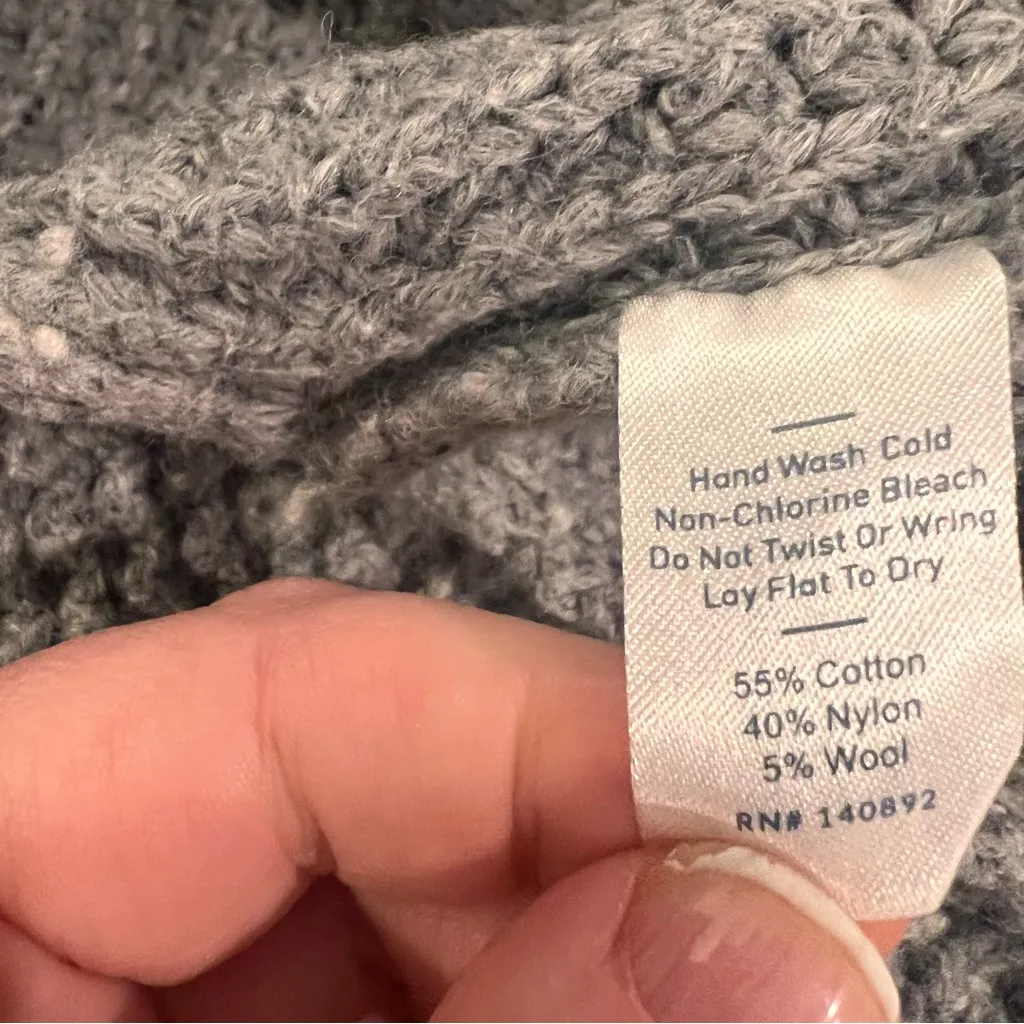 Hand Wash Cold
Non-Chlorine Bleach
Do Not Twist Or Wring
Lay Flat To Dry
55% Cotton
40% Nylon
5% Wool
RN# 140892